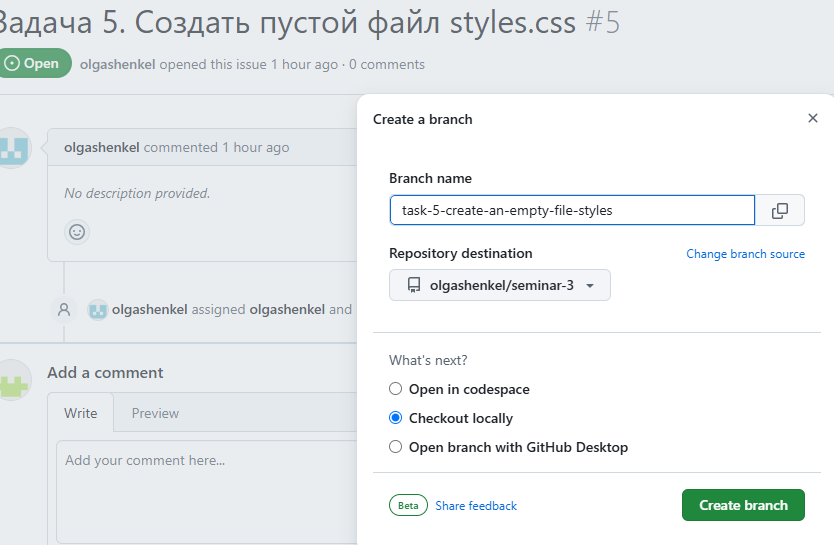 Задача 5. Создать пустой файл styles.css #5
Open
olgashenkel opened this issue 1 hour ago · 0 comments
olgashenkel commented 1 hour ago
No description provided.
olgashenkel assigned olgashenkel and
Add a comment
Write Preview
Add your comment here...
Create a branch
Branch name
task-5-create-an-empty-file-styles
Repository destination
Change branch source
olgashenkel/seminar-3
What's next?
Open in codespace
Checkout locally
Open branch with GitHub Desktop
Beta Share feedback
Create branch